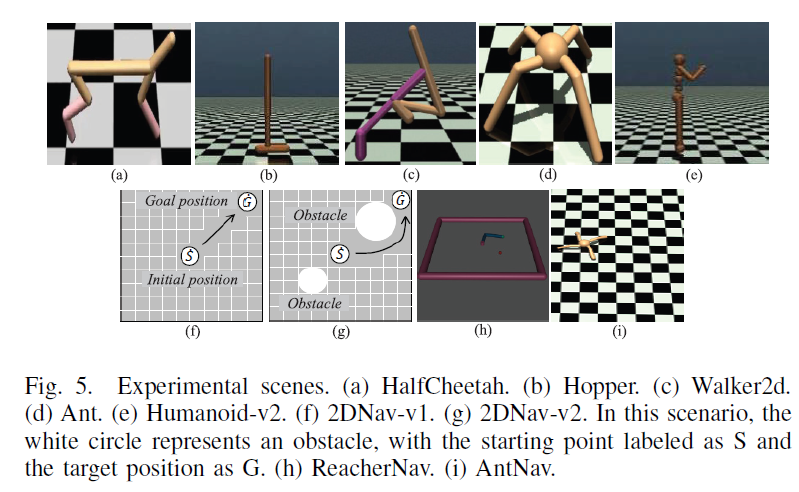 (a)
(b)
(c)
(d)
(e)
Goal position
G
S
Initial position
Obstacle
G
S
Obstacle
(f)
(g)
(h)
(i)
Fig. 5. Experimental scenes. (a) HalfCheetah. (b) Hopper. (c) Walker2d.
(d) Ant. (e) Humanoid-v2. (f) 2DNav-v1. (g) 2DNav-v2. In this scenario, the
white circle represents an obstacle, with the starting point labeled as S and
the target position as G. (h) ReacherNav. (i) AntNav.